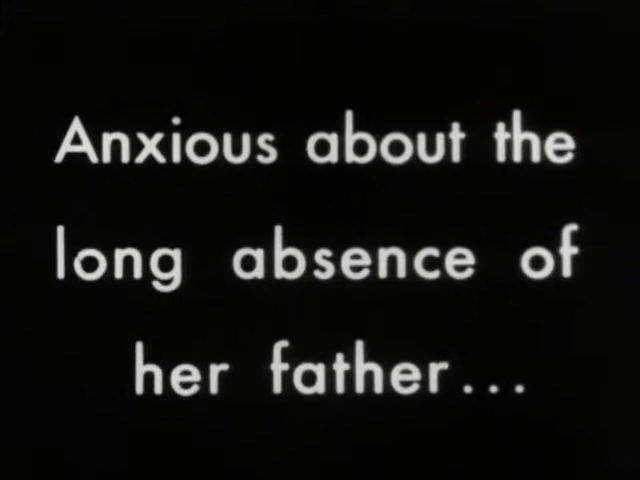 Anxious about the
long absence of
her father...